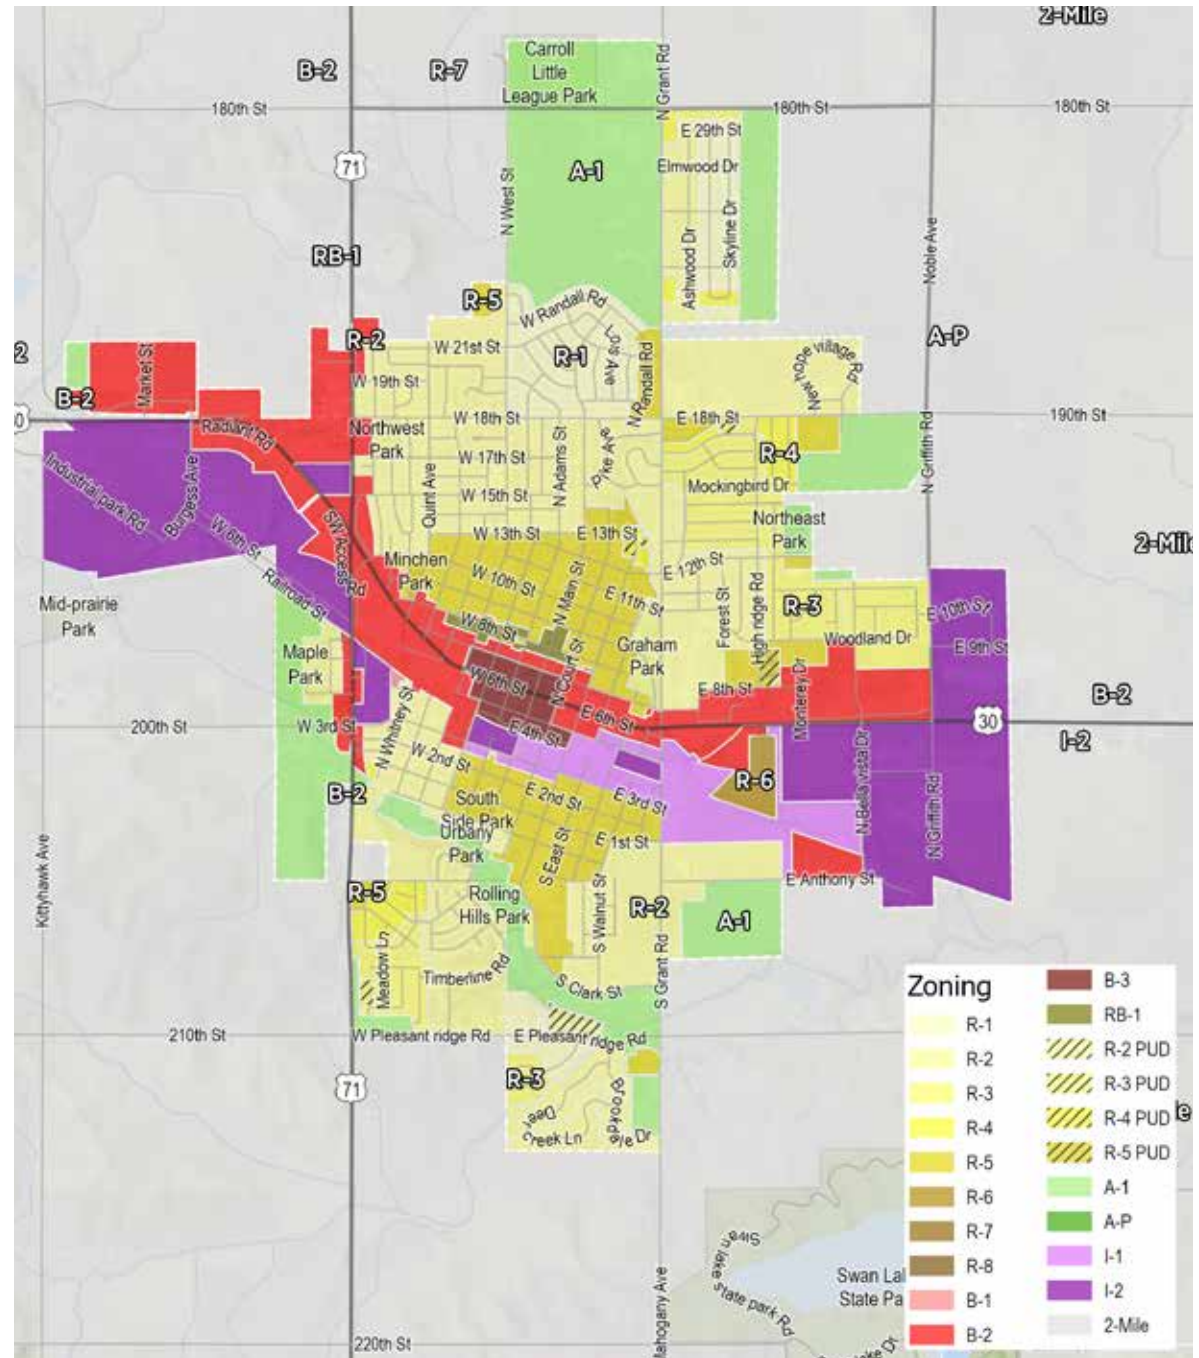 2-Mile
B-2
R-7
Carroll
Little
League Park
N Grant Rd
180th St
180th St
180th St
E 29th St
71
A-1
Elmwood Dr
N West St
Ashwood Dr
Skyline Dr
Noble Ave
RB-1
R-5
W Randall Rd
R-2
A-P
2
W 21st St
R-1
Lois Ave
N Randall Rd
New hope village Rd
Market St
W 19th St
B-2
W 18th St
E 18th St
190th St
Radiant Rd
Northwest
Park
N Adams St
Pike Ave
R-4
N Griffith Rd
W 17th St
Industrial park Rd
Burgess Ave
Quint Ave
W 15th St
Mockingbird Dr
SW Access Rd
W 13th St
E 13th St
Northeast
Park
W 6th St
2-Mile
Minchen
Park
W 10th St
N Main St
E 12th St
Railroad St
E 11th St
Forest St
High ridge Rd
R-3
E 10th St
Mid-prairie
Park
W 8th St
Graham
Park
Woodland Dr
E 9th St
Maple
Park
W 6th St
N Court St
E 8th St
Monterey Dr
B-2
200th St
W 3rd St
N Whitney St
E 4th St
E 6th St
30
I-2
W 2nd St
R-6
N Bella vista Dr
B-2
South
Side Park
E 2nd St
E 3rd St
N Griffith Rd
Urbany
Park
E 1st St
S East St
Kittyhawk Ave
R-5
Rolling
Hills Park
S Walnut St
R-2
E Anthony St
A-1
Meadow Ln
Timberline Rd
S Clark St
S Grant Rd
210th St
W Pleasant ridge Rd
E Pleasant ridge Rd
71
R-3
Deer Creek Ln
Brookdale Dr
Zoning
R-1
R-2
R-3
R-4
R-5
R-6
R-7
R-8
B-1
B-2
B-3
RB-1
R-2 PUD
R-3 PUD
R-4 PUD
R-5 PUD
A-1
A-P
I-1
I-2
2-Mile
Swan lake state park Rd
Swan Lal
State Pa
Mahogany Ave
220th St